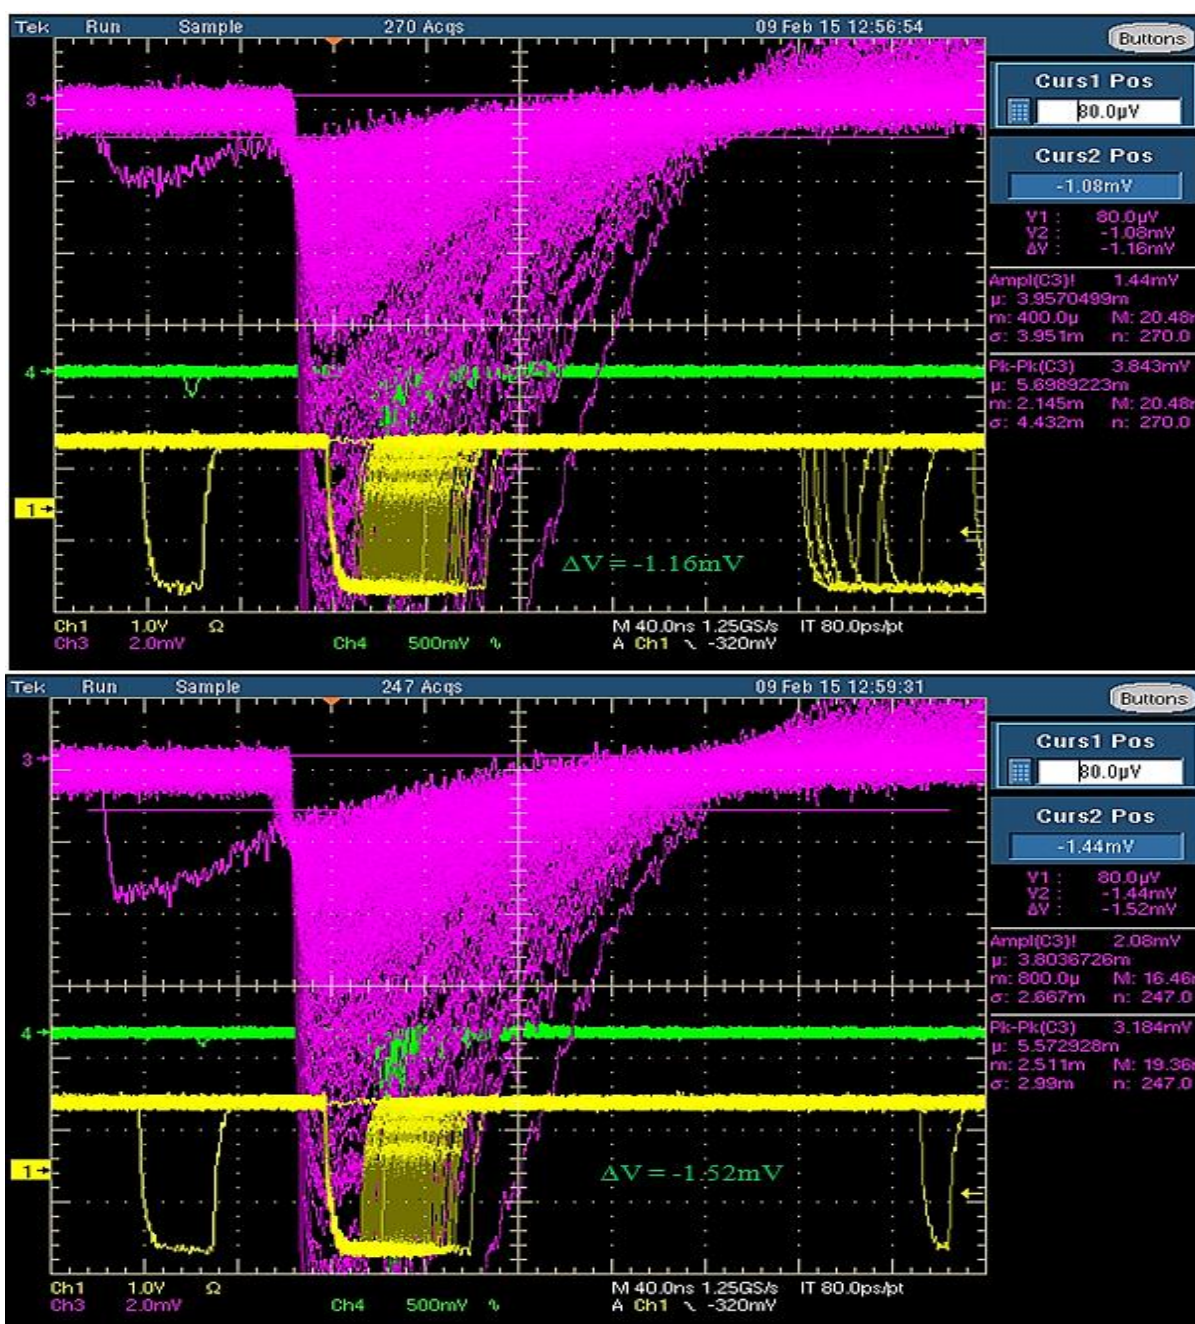 Tek Run Sample 270 Acqs 09 Feb 15 12:56:54
Buttons
Curs1 Pos
80.0µV
Curs2 Pos
-1.08mV
V1 : 80.0µV
V2 : -1.08mV
ΔV : -1.16mV
Ampl(C3)! 1.44mV
µ: 3.9570499m
m: 400.0µ M: 20.48
σ: 3.951m n: 270.0
Pk-Pk(C3) 3.843mV
µ: 5.6989223m
m: 2.145m M: 20.48
σ: 4.432m n: 270.0
3
4
1
ΔV = -1.16mV
Ch1 1.0V Ω M 40.0ns 1.25GS/s IT 80.0ps/pt
Ch3 2.0mV Ch4 500mV A Ch1 -320mV
Tek Run Sample 247 Acqs 09 Feb 15 12:59:31
Buttons
Curs1 Pos
80.0µV
Curs2 Pos
-1.44mV
V1 : 80.0µV
V2 : -1.44mV
ΔV : -1.52mV
Ampl(C3)! 2.08mV
µ: 3.8036726m
m: 800.0µ M: 16.46
σ: 2.667m n: 247.0
Pk-Pk(C3) 3.184mV
µ: 5.572928m
m: 2.511m M: 19.36
σ: 2.99m n: 247.0
3
4
1
ΔV = -1.52mV
Ch1 1.0V Ω M 40.0ns 1.25GS/s IT 80.0ps/pt
Ch3 2.0mV Ch4 500mV A Ch1 -320mV